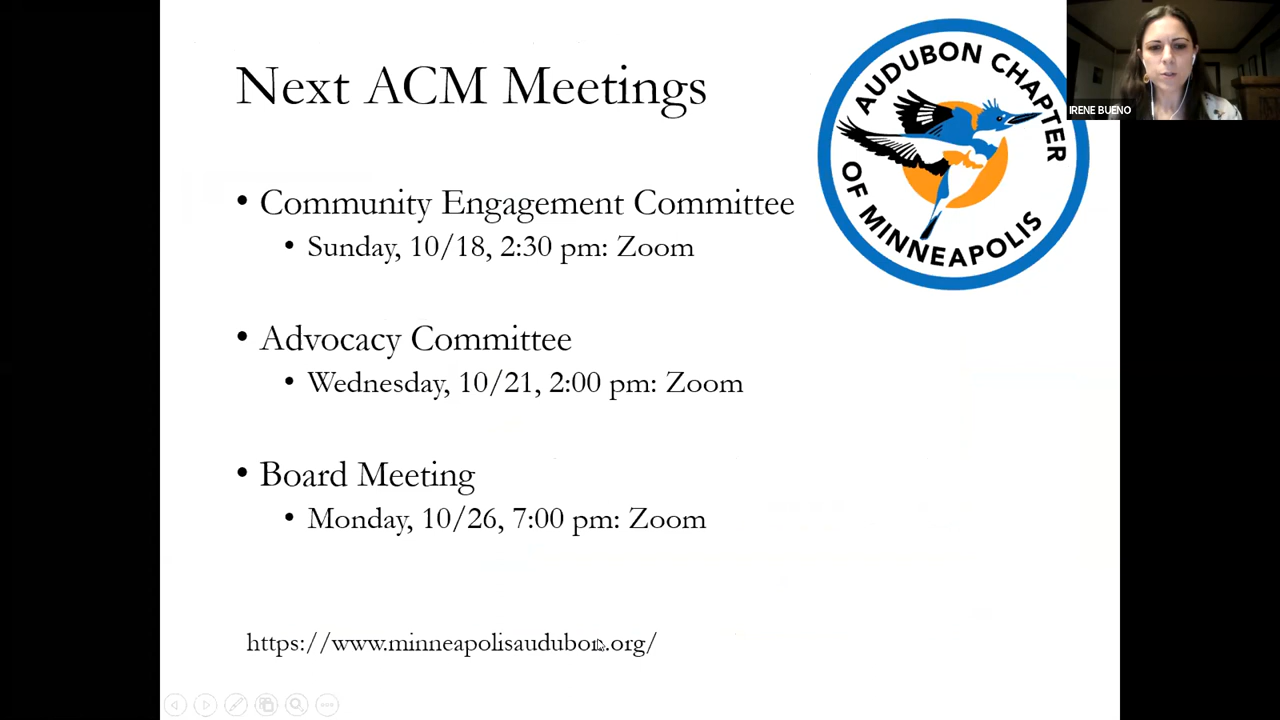 Next ACM Meetings
AUDUBON CHAPTER
OF MINNEAPOLIS
IRENE BUENO
• Community Engagement Committee
• Sunday, 10/18, 2:30 pm: Zoom
• Advocacy Committee
• Wednesday, 10/21, 2:00 pm: Zoom
• Board Meeting
• Monday, 10/26, 7:00 pm: Zoom
https://www.minneapolisaudubon.org/